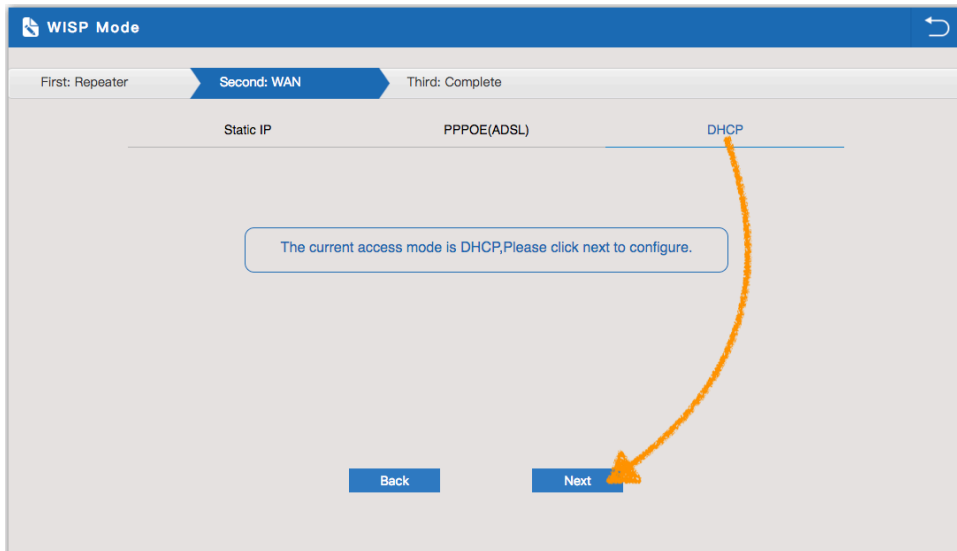 WISP Mode
First: Repeater
Second: WAN
Third: Complete
Static IP
PPPOE(ADSL)
DHCP
The current access mode is DHCP,Please click next to configure.
Back
Next